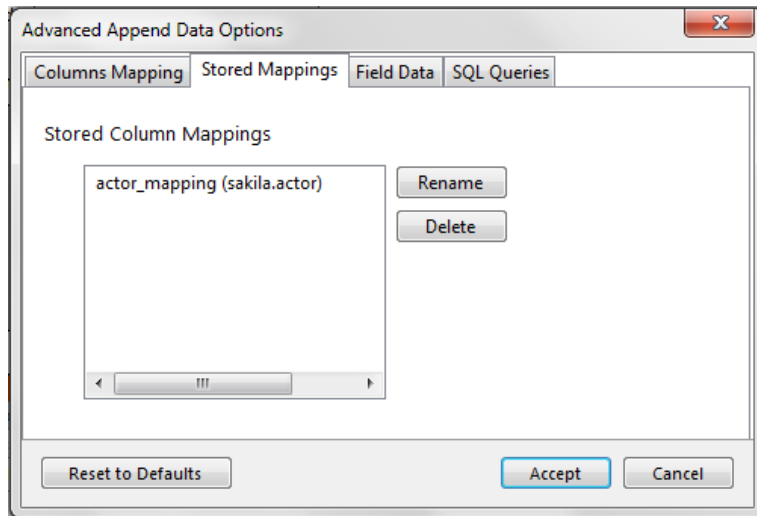 Advanced Append Data Options
Columns Mapping Stored Mappings Field Data SQL Queries
Stored Column Mappings
actor_mapping (sakila.actor)
Rename
Delete
Reset to Defaults Accept Cancel